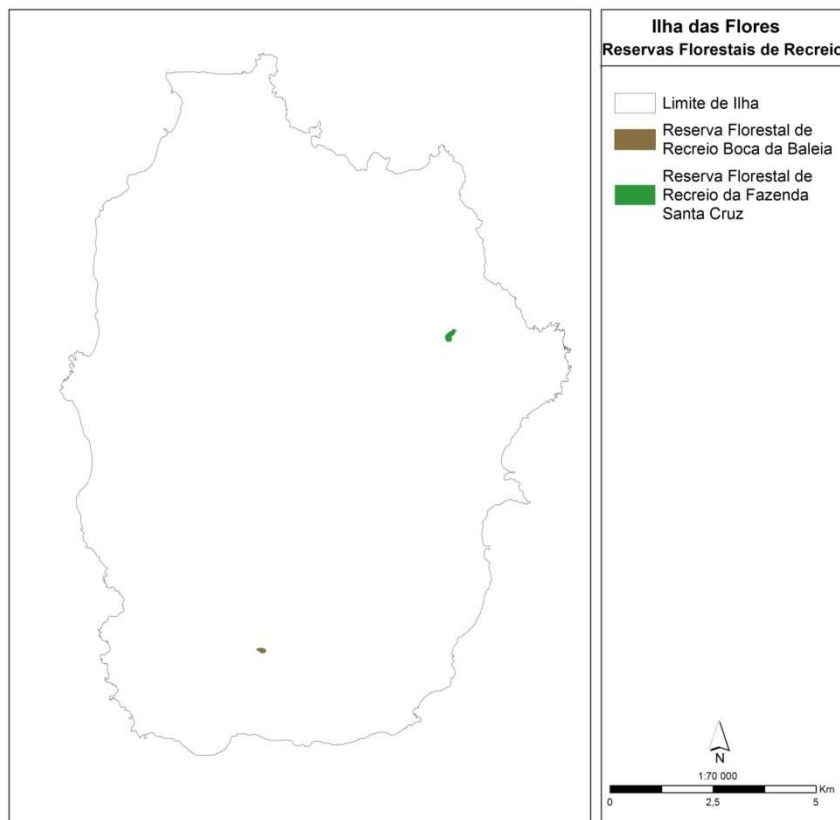 Ilha das Flores
Reservas Florestais de Recreio
Limite de Ilha
Reserva Florestal de
Recreio Boca da Baleia
Reserva Florestal de
Recreio da Fazenda
Santa Cruz
N
1:70 000
Km
0 2,5 5